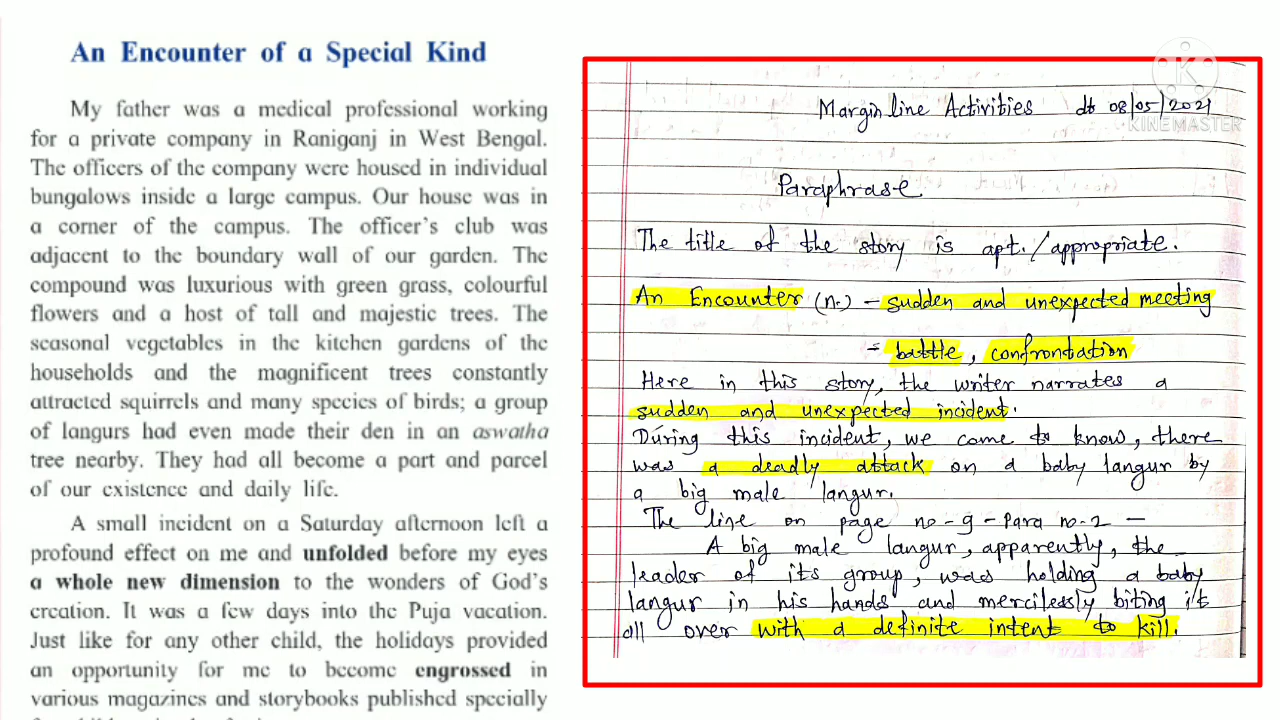 An Encounter of a Special Kind
My father was a medical professional working
for a private company in Raniganj in West Bengal.
The officers of the company were housed in individual
bungalows inside a large campus. Our house was in
a corner of the campus. The officer's club was
adjacent to the boundary wall of our garden. The
compound was luxurious with green grass, colourful
flowers and a host of tall and majestic trees. The
seasonal vegetables in the kitchen gardens of the
households and the magnificent trees constantly
attracted squirrels and many species of birds; a group
of langurs had even made their den in an aswatha
tree nearby. They had all become a part and parcel
of our existence and daily life.
A small incident on a Saturday afternoon left a
profound effect on me and unfolded before my eyes
a whole new dimension to the wonders of God's
creation. It was a few days into the Puja vacation.
Just like for any other child, the holidays provided
an opportunity for me to become engrossed in
various magazines and storybooks published specially
Margin line Activities dt 08/05/2021
Paraphrase
The title of the story is apt./appropriate.
An Encounter (n.) - sudden and unexpected meeting
= battle, confrontation
Here in this story, the writer narrates a
sudden and unexpected incident.
During this incident, we come to know, there
was a deadly attack on a baby langur by
a big male langur.
The line on page no-9-Para no-2 —
A big male langur, apparently, the
leader of its group, was holding a baby
langur in his hands and mercilessly biting it
all over with a definite intent to kill.
K
KINEMASTER